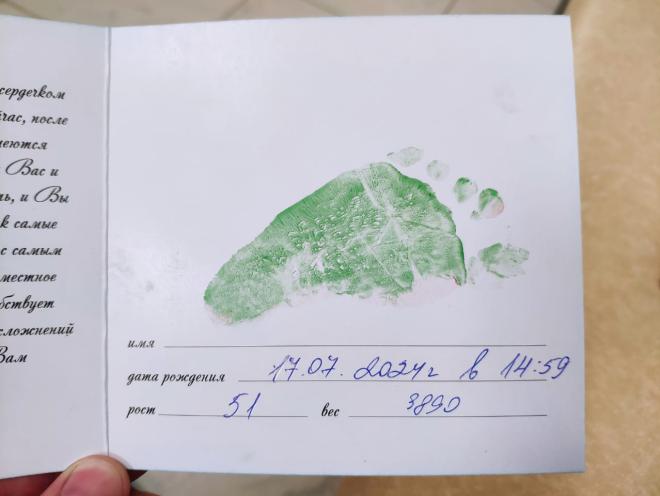 сердечком
час, после
меются
Вас и
ь, и Вы
к самые
с самым
местное
бствует
сложнений
Вам
имя
дата рождения 17.07.2024г в 14:59
рост 51 вес 3890